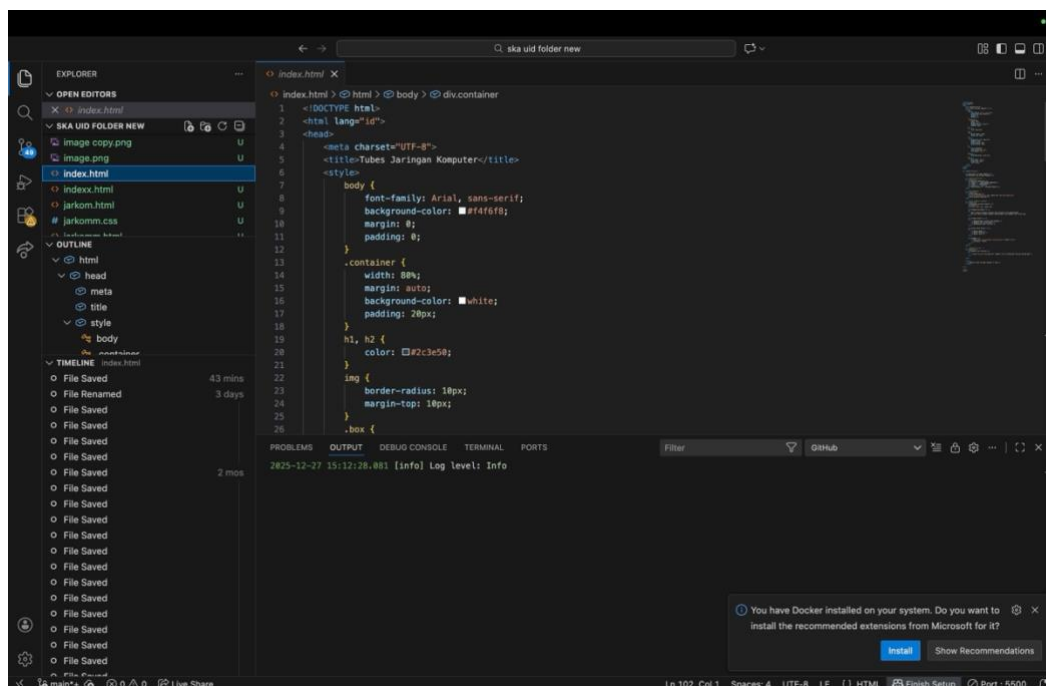 ska uid folder new
EXPLORER
OPEN EDITORS
index.html
SKA UID FOLDER NEW
image copy.png U
image.png U
index.html
indexx.html U
jarkom.html U
jarkomm.css U
OUTLINE
html
head
meta
title
style
body
TIMELINE index.html
File Saved 43 mins
File Renamed 3 days
File Saved
File Saved
File Saved
File Saved
File Saved 2 mos
File Saved
File Saved
File Saved
File Saved
File Saved
File Saved
File Saved
File Saved
File Saved
File Saved
File Saved
File Saved
index.html
index.html > html > body > div.container
1 <!DOCTYPE html>
2 <html lang="id">
3 <head>
4 <meta charset="UTF-8">
5 <title>Tubes Jaringan Komputer</title>
6 <style>
7 body {
8 font-family: Arial, sans-serif;
9 background-color: #f4f6f8;
10 margin: 0;
11 padding: 0;
12 }
13 .container {
14 width: 80%;
15 margin: auto;
16 background-color: white;
17 padding: 20px;
18 }
19 h1, h2 {
20 color: #2c3e50;
21 }
22 img {
23 border-radius: 10px;
24 margin-top: 10px;
25 }
26 .box {
PROBLEMS OUTPUT DEBUG CONSOLE TERMINAL PORTS Filter GitHub
2025-12-27 15:12:28.081 [info] Log level: Info
You have Docker installed on your system. Do you want to
install the recommended extensions from Microsoft for it?
Install Show Recommendations
main*+ 0 0 Live Share Ln 102, Col 1 Spaces: 4 UTF-8 LF {} HTML Finish Setup Port : 5500